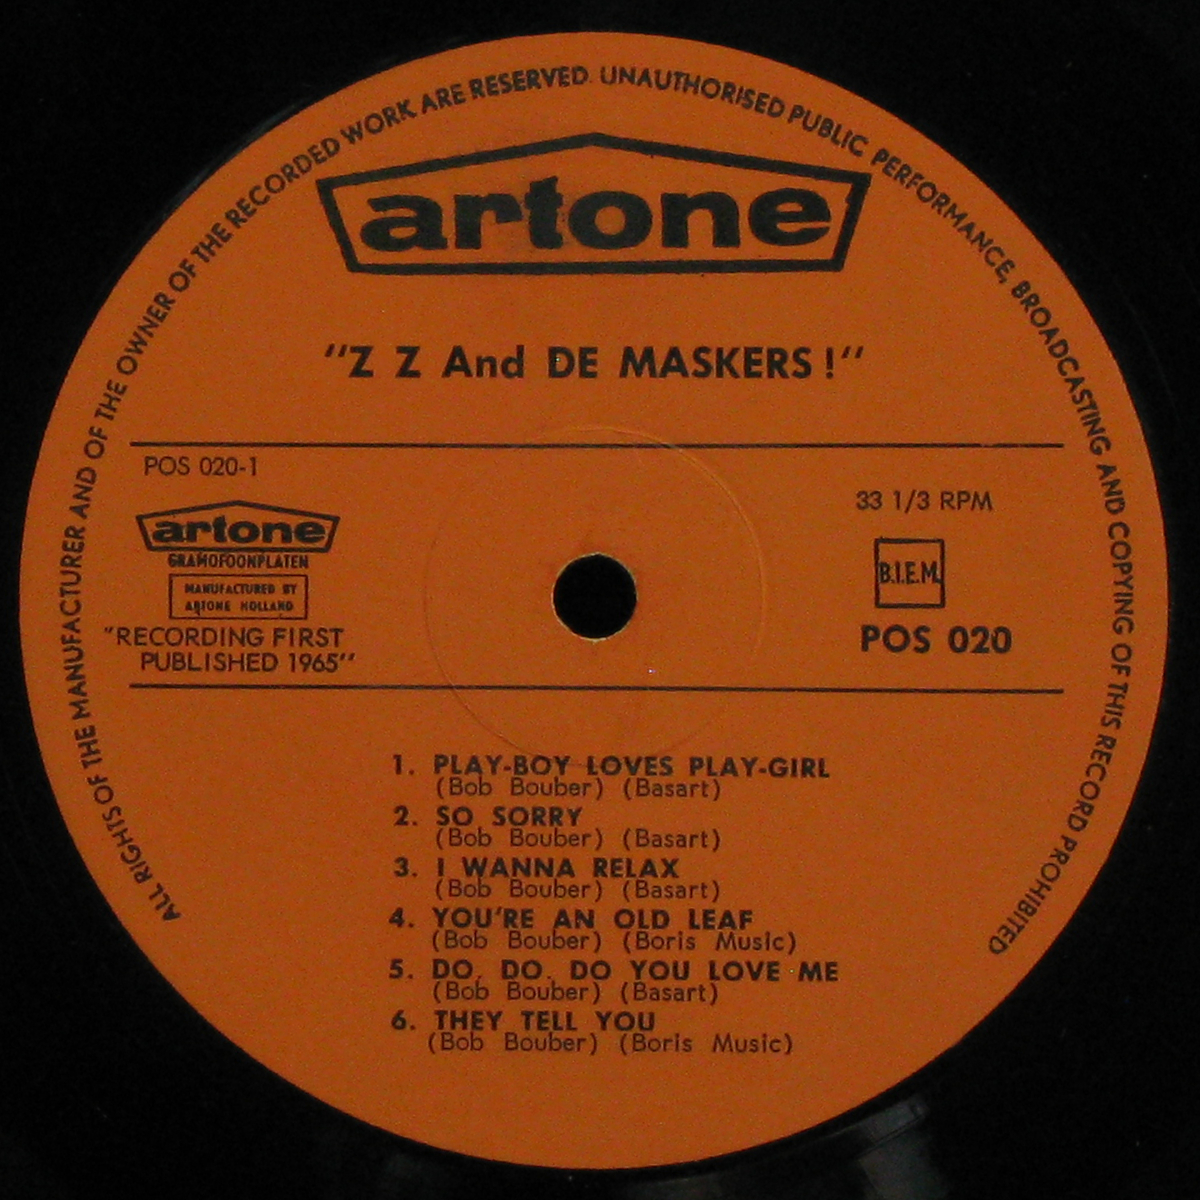 ALL RIGHTS OF THE MANUFACTURER AND OF THE OWNER OF THE RECORDED WORK ARE RESERVED. UNAUTHORISED PUBLIC PERFORMANCE, BROADCASTING AND COPYING OF THIS RECORD PROHIBITED
artone
"Z Z And DE MASKERS!"
POS 020-1
artone
GRAMOFOONPLATEN
MANUFACTURED BY
ARTONE HOLLAND
"RECORDING FIRST
PUBLISHED 1965"
33 1/3 RPM
B.I.E.M.
POS 020
1. PLAY-BOY LOVES PLAY-GIRL
(Bob Bouber) (Basart)
2. SO SORRY
(Bob Bouber) (Basart)
3. I WANNA RELAX
(Bob Bouber) (Basart)
4. YOU'RE AN OLD LEAF
(Bob Bouber) (Boris Music)
5. DO, DO, DO YOU LOVE ME
(Bob Bouber) (Basart)
6. THEY TELL YOU
(Bob Bouber) (Boris Music)